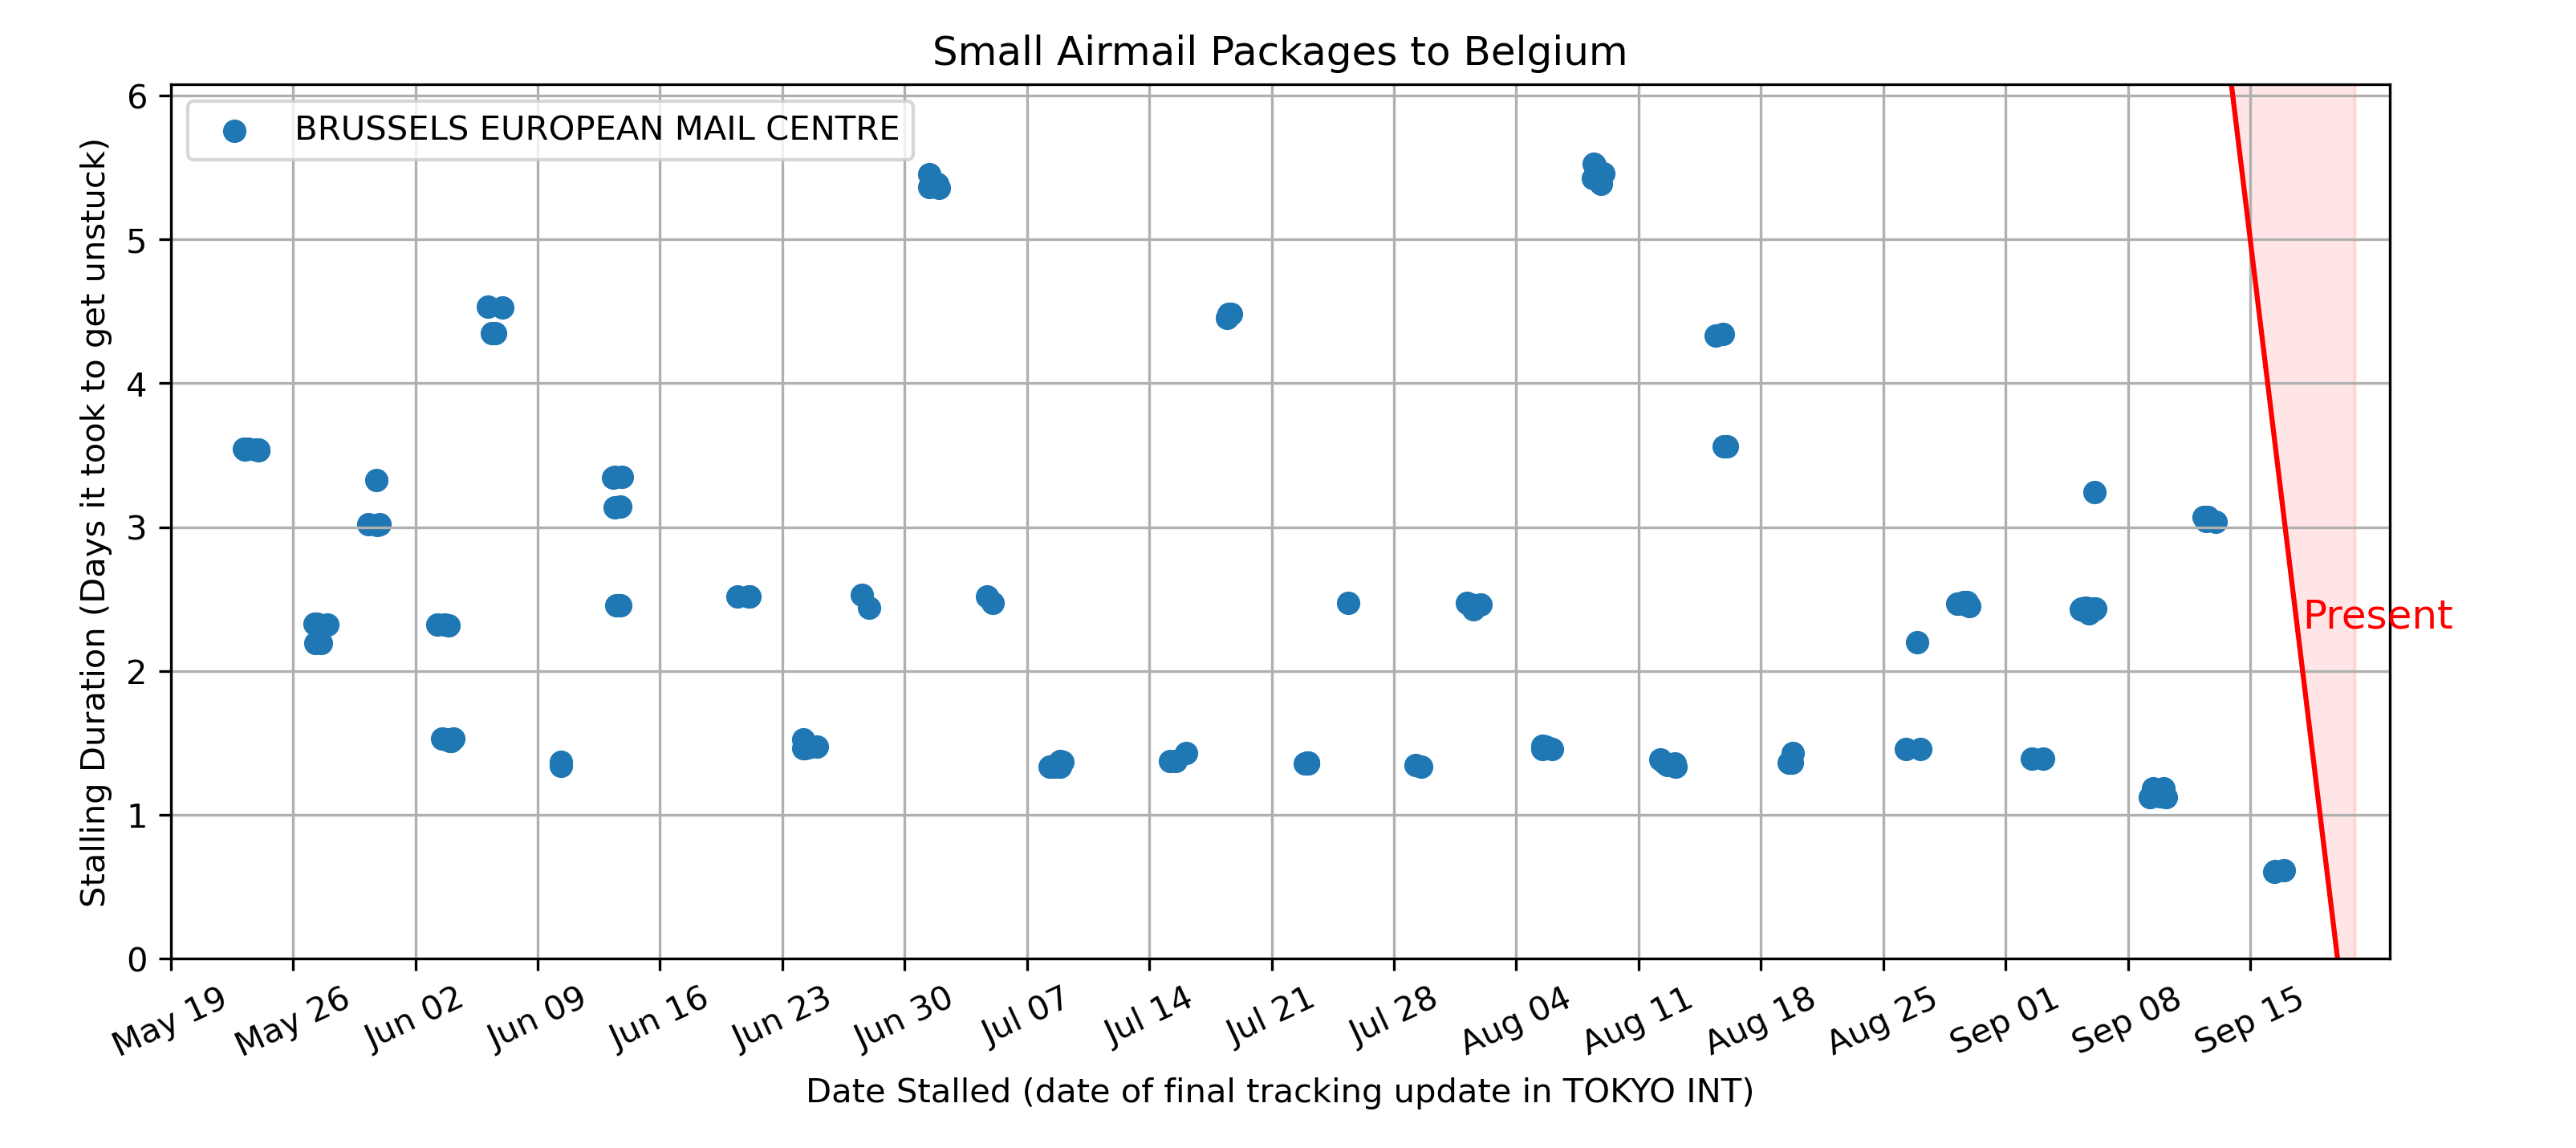 Small Airmail Packages to Belgium
BRUSSELS EUROPEAN MAIL CENTRE
Stalling Duration (Days it took to get unstuck)
6
5
4
3
2
1
0
Present
May 19
May 26
Jun 02
Jun 09
Jun 16
Jun 23
Jun 30
Jul 07
Jul 14
Jul 21
Jul 28
Aug 04
Aug 11
Aug 18
Aug 25
Sep 01
Sep 08
Sep 15
Date Stalled (date of final tracking update in TOKYO INT)